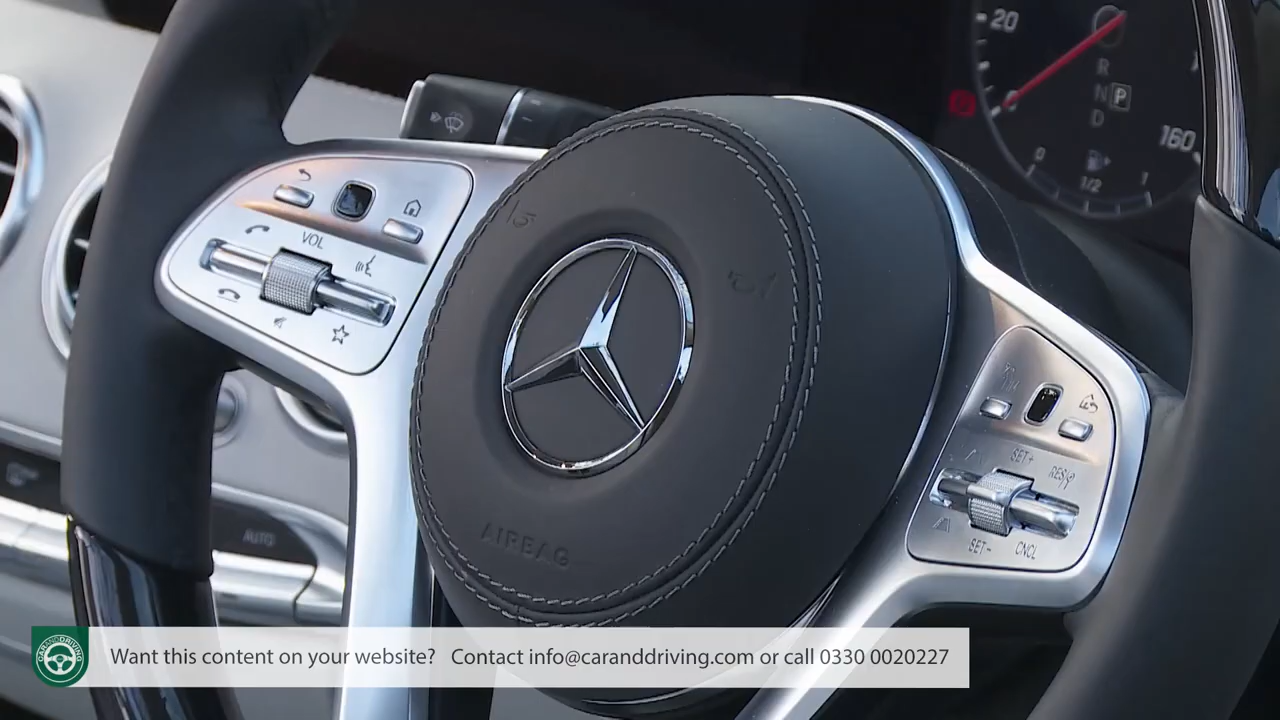 20
R
N P
D
160
0
1/2
1
VOL
SET+
RES
SET-
CNCL
AIRBAG
AUTO
CARANDDRIVING
Want this content on your website? Contact info@caranddriving.com or call 0330 0020227